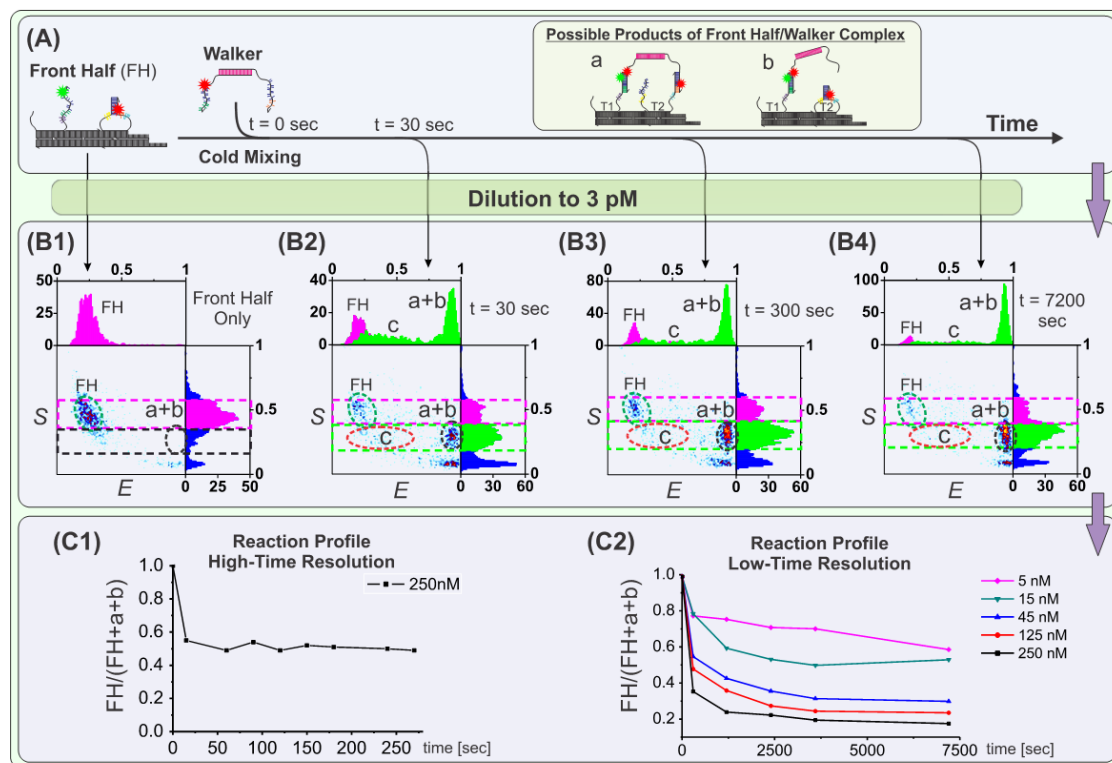 (A)
Front Half (FH)
Walker
t = 0 sec
Cold Mixing
t = 30 sec
Possible Products of Front Half/Walker Complex
a
T1
T2
b
T1
T2
Time
Dilution to 3 pM
(B1)
0 0.5 1
50
25
0
FH
Front Half
Only
FH
a+b
S
E
1
0.5
0
0 25 50
(B2)
0 0.5 1
40
20
0
FH
C
a+b
t = 30 sec
FH
a+b
C
S
E
1
0.5
0
0 30 60
(B3)
0 0.5 1
80
40
0
FH
C
a+b
t = 300 sec
FH
a+b
C
S
E
1
0.5
0
0 30 60
(B4)
0 0.5 1
100
50
0
FH
C
a+b
t = 7200
sec
FH
a+b
C
S
E
1
0.5
0
0 30 60
(C1)
Reaction Profile
High-Time Resolution
250nM
FH/(FH+a+b)
1.0
0.8
0.6
0.4
0.2
0.0
0 50 100 150 200 250
time [sec]
(C2)
Reaction Profile
Low-Time Resolution
5 nM
15 nM
45 nM
125 nM
250 nM
FH/(FH+a+b)
1.0
0.8
0.6
0.4
0.2
0 2500 5000 7500
time [sec]